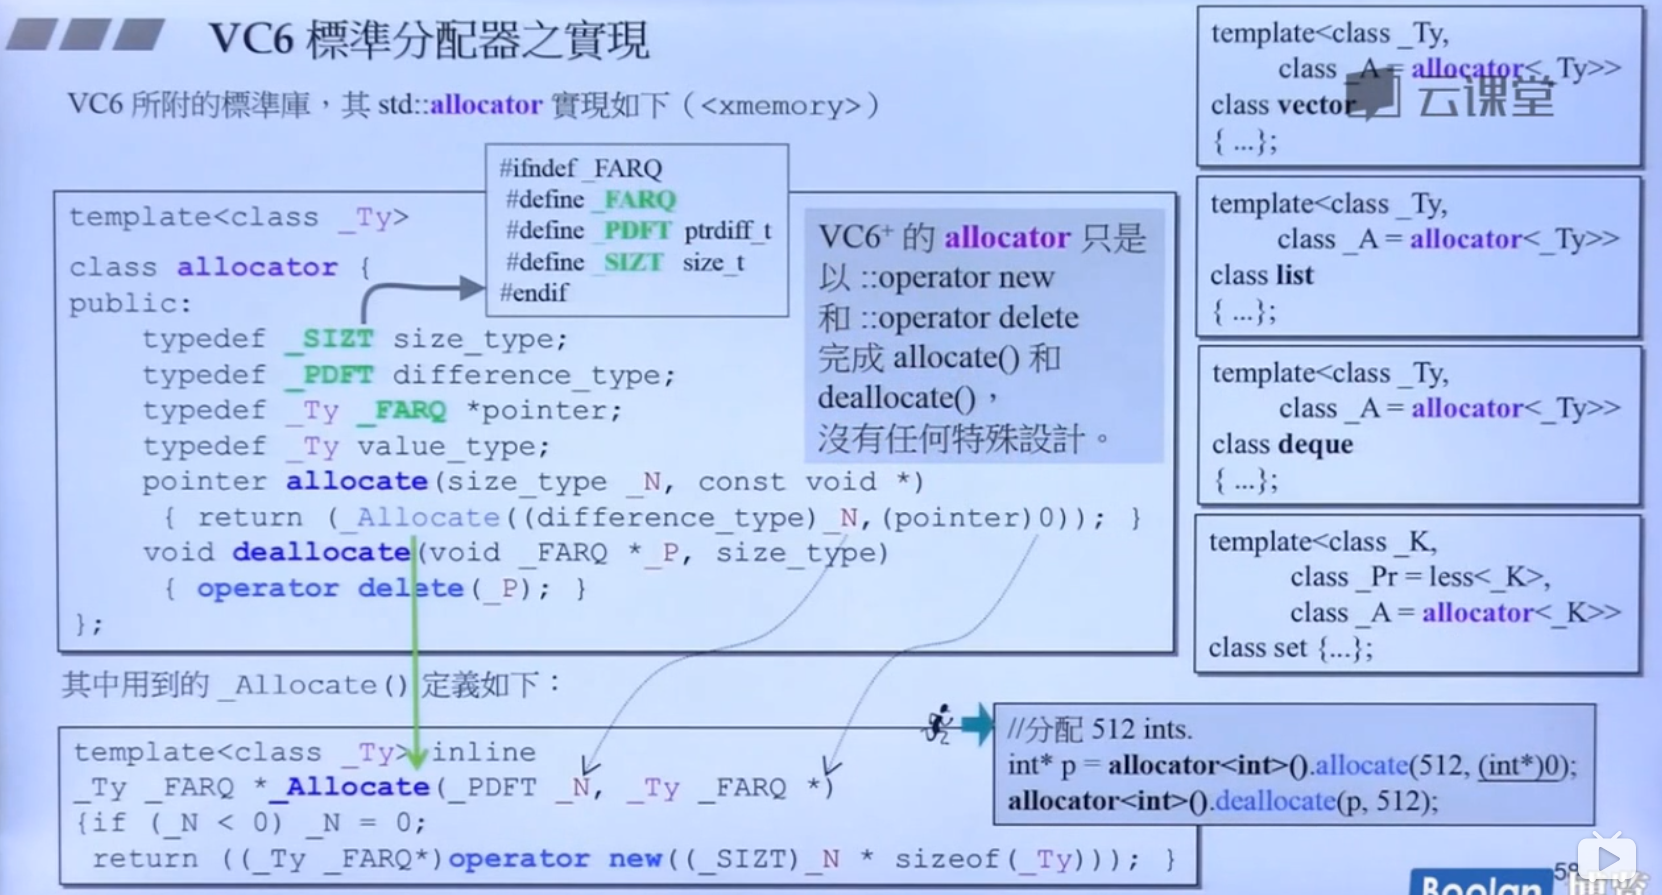 VC6 標準分配器之實現
VC6 所附的標準庫，其 std::allocator 實現如下（<xmemory>）
#ifndef _FARQ
#define _FARQ
#define _PDFT ptrdiff_t
#define _SIZT size_t
#endif
template<class _Ty>
class allocator {
public:
typedef _SIZT size_type;
typedef _PDFT difference_type;
typedef _Ty _FARQ *pointer;
typedef _Ty value_type;
pointer allocate(size_type _N, const void *)
{ return (_Allocate((difference_type)_N,(pointer)0)); }
void deallocate(void _FARQ *_P, size_type)
{ operator delete(_P); }
};
VC6+ 的 allocator 只是
以 ::operator new
和 ::operator delete
完成 allocate() 和
deallocate()，
沒有任何特殊設計。
其中用到的 _Allocate() 定義如下：
template<class _Ty> inline
_Ty _FARQ *_Allocate(_PDFT _N, _Ty _FARQ *)
{if (_N < 0) _N = 0;
return ((_Ty _FARQ*)operator new((_SIZT)_N * sizeof(_Ty))); }
template<class _Ty,
class _A = allocator<_Ty>>
class vector
{ ...};
云课堂
template<class _Ty,
class _A = allocator<_Ty>>
class list
{ ...};
template<class _Ty,
class _A = allocator<_Ty>>
class deque
{ ...};
template<class _K,
class _Pr = less<_K>,
class _A = allocator<_K>>
class set {...};
//分配 512 ints.
int* p = allocator<int>().allocate(512, (int*)0);
allocator<int>().deallocate(p, 512);
Boolan